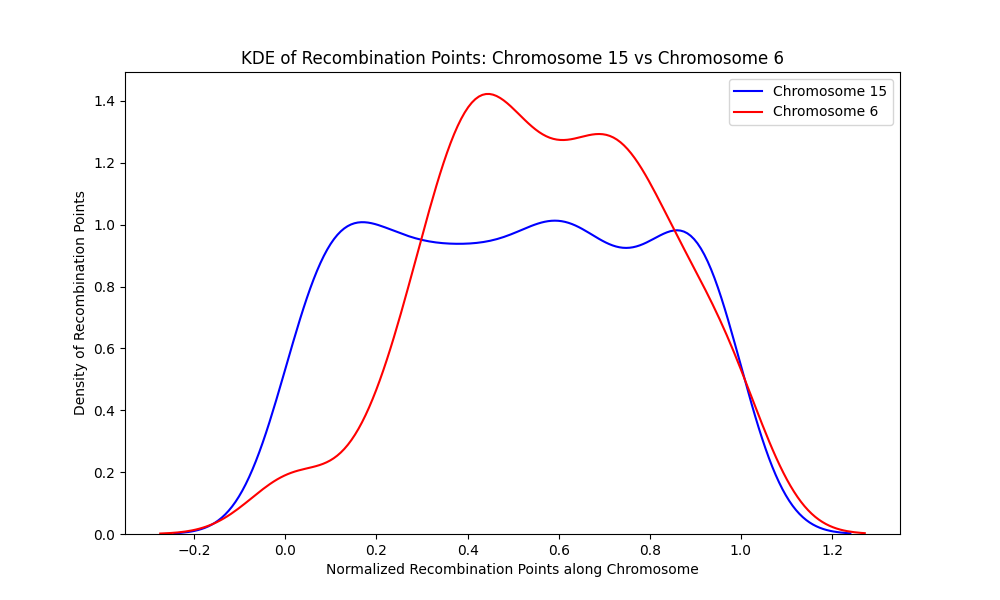 KDE of Recombination Points: Chromosome 15 vs Chromosome 6
Chromosome 15
Chromosome 6
Density of Recombination Points
1.4
1.2
1.0
0.8
0.6
0.4
0.2
0.0
−0.2 0.0 0.2 0.4 0.6 0.8 1.0 1.2
Normalized Recombination Points along Chromosome